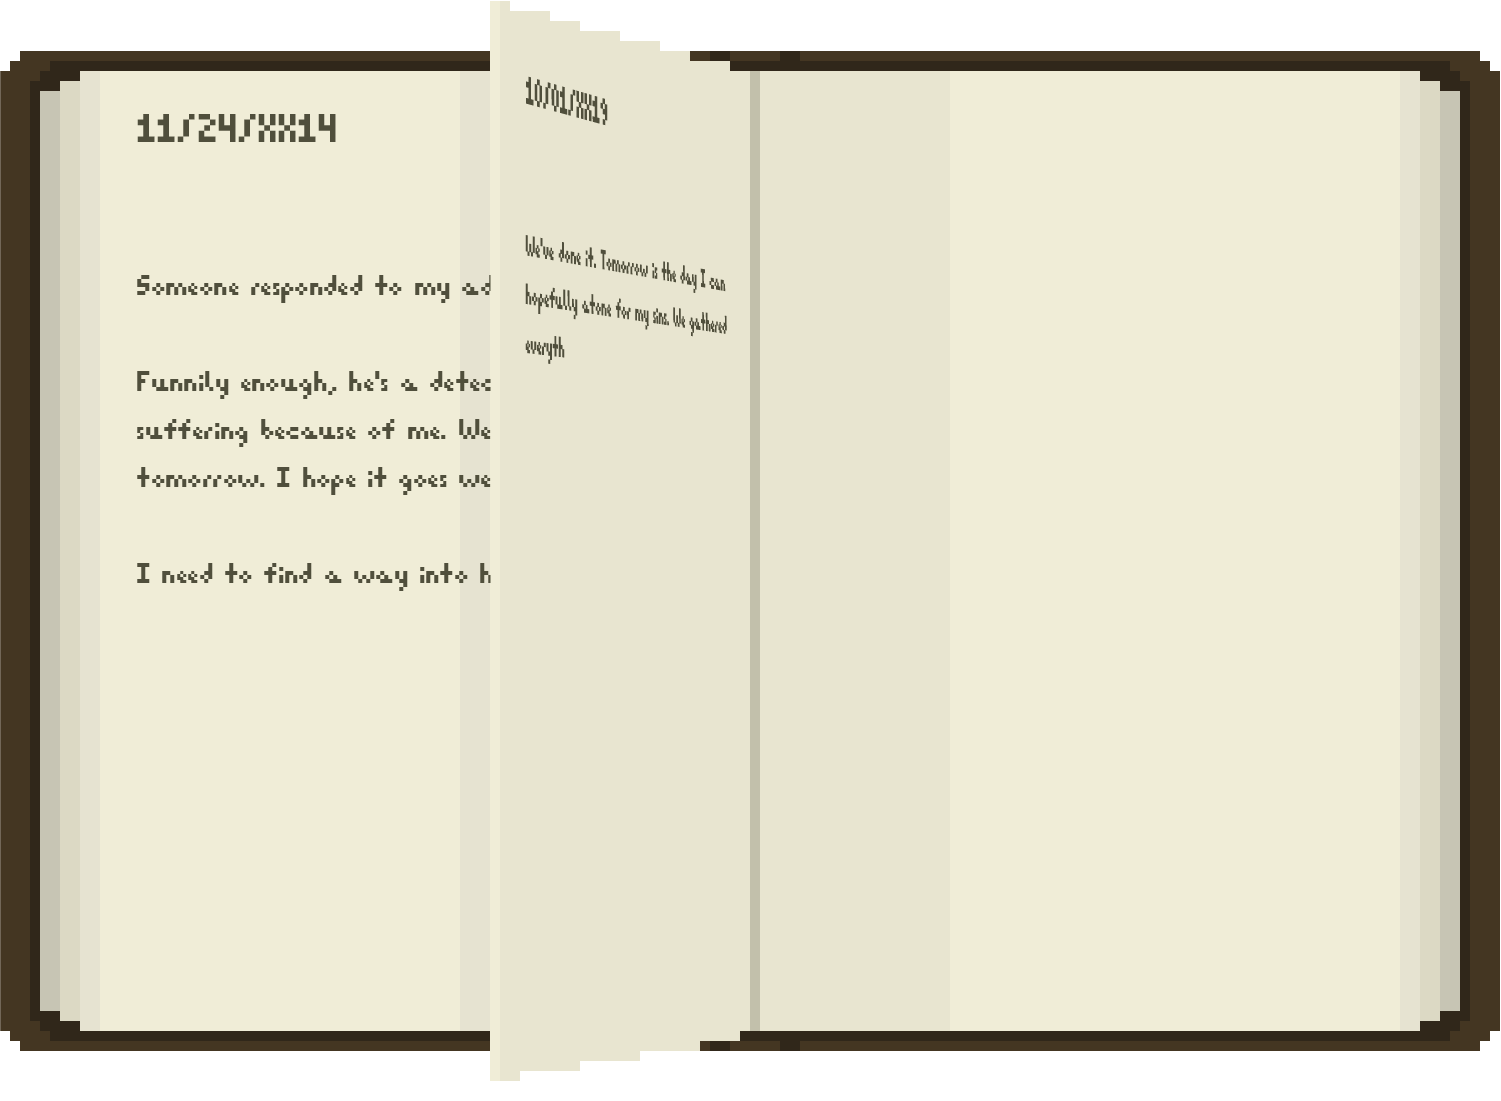 11/24/XX14
Someone responded to my ad
Funnily enough, he's a detec
suffering because of me. We
tomorrow. I hope it goes we
I need to find a way into h
10/01/XX19
We've done it. Tomorrow is the day I can
hopefully atone for my sins. We gathered
everyth